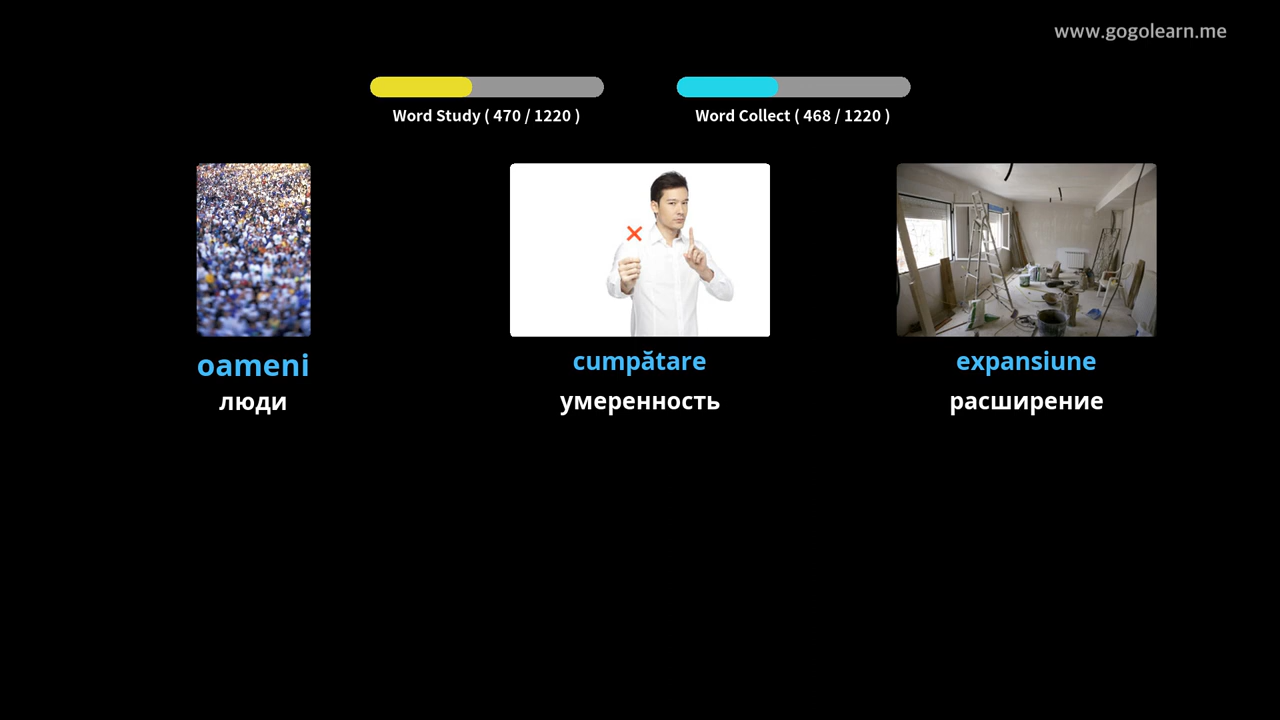 www.gogolearn.me
Word Study ( 470 / 1220 )
Word Collect ( 468 / 1220 )
oameni
люди
cumpătare
умеренность
expansiune
расширение